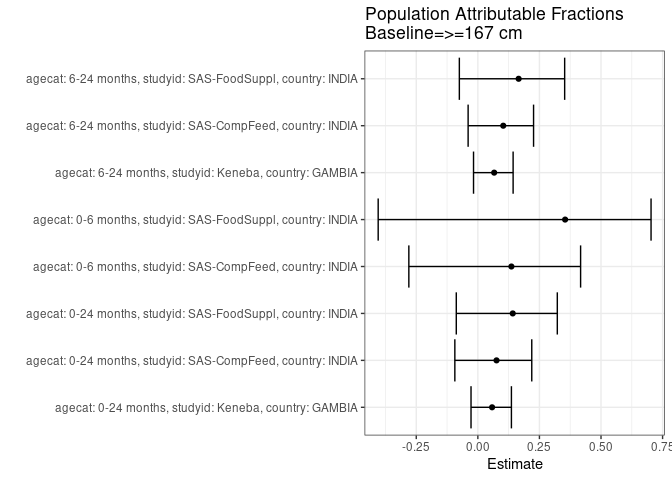 Population Attributable Fractions
Baseline=>=167 cm
agecat: 6-24 months, studyid: SAS-FoodSuppl, country: INDIA
agecat: 6-24 months, studyid: SAS-CompFeed, country: INDIA
agecat: 6-24 months, studyid: Keneba, country: GAMBIA
agecat: 0-6 months, studyid: SAS-FoodSuppl, country: INDIA
agecat: 0-6 months, studyid: SAS-CompFeed, country: INDIA
agecat: 0-24 months, studyid: SAS-FoodSuppl, country: INDIA
agecat: 0-24 months, studyid: SAS-CompFeed, country: INDIA
agecat: 0-24 months, studyid: Keneba, country: GAMBIA
-0.25 0.00 0.25 0.50 0.75
Estimate